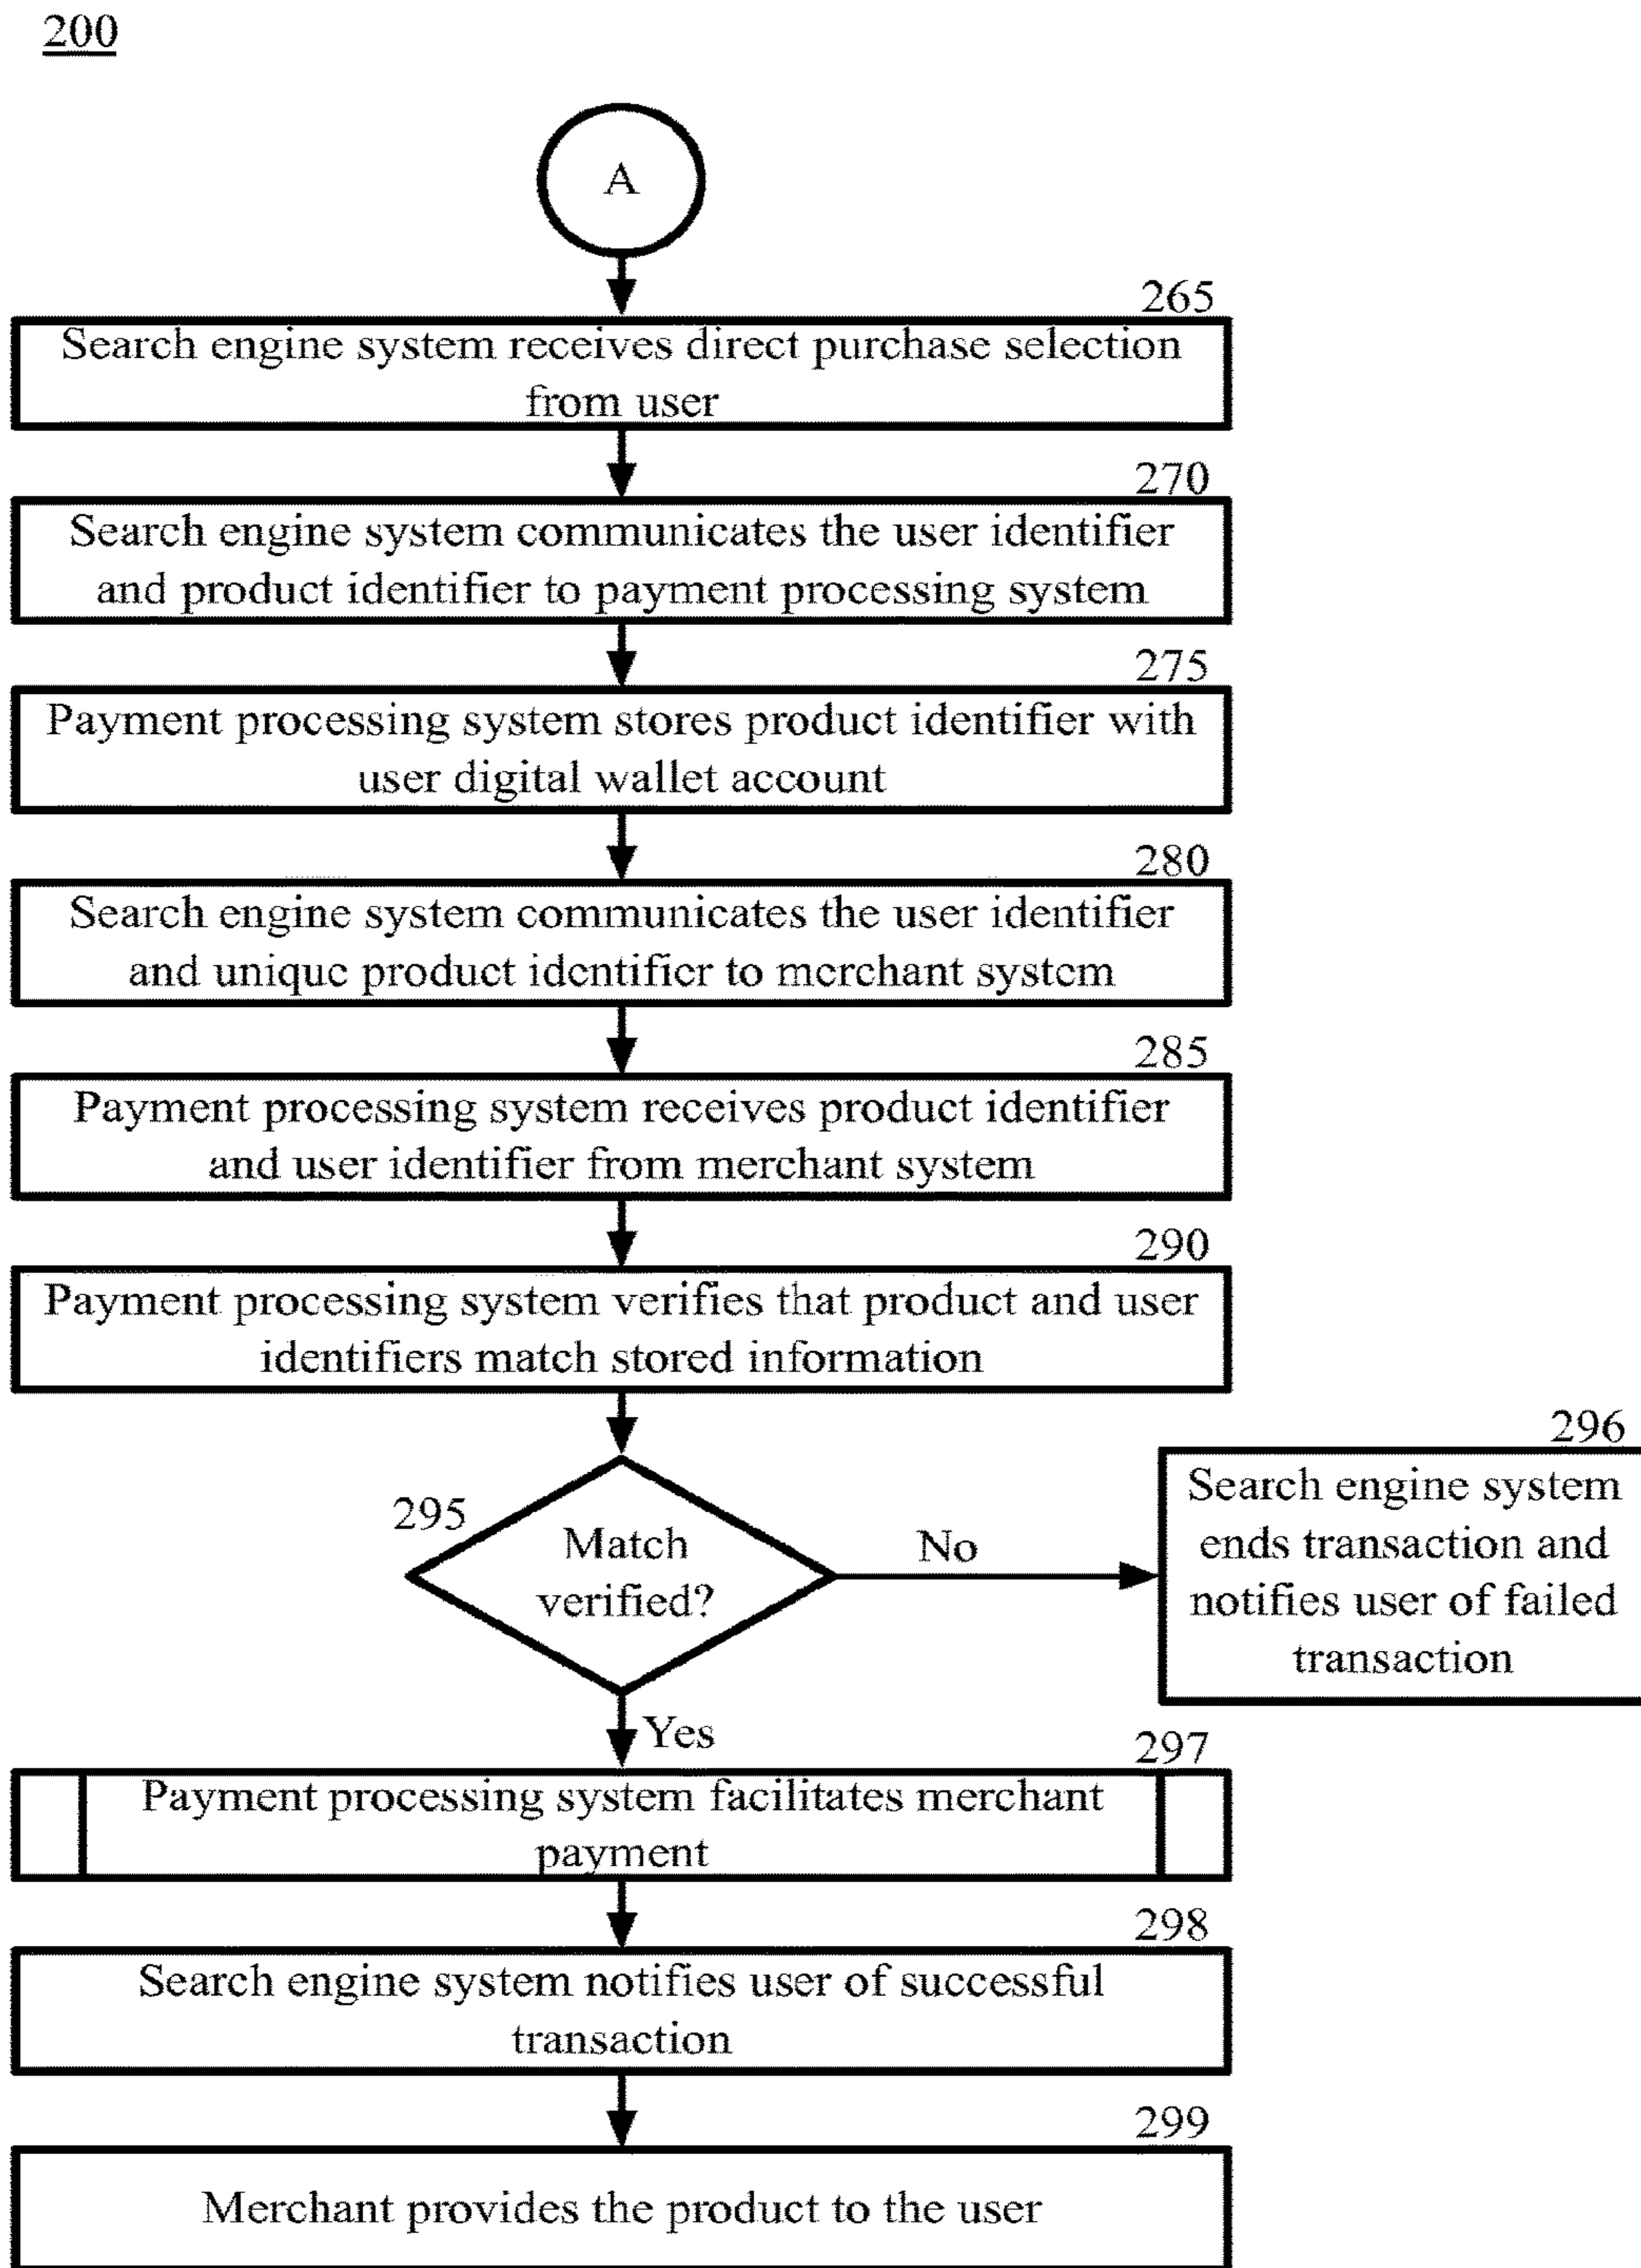 200
A
265
Search engine system receives direct purchase selection
from user
270
Search engine system communicates the user identifier
and product identifier to payment processing system
275
Payment processing system stores product identifier with
user digital wallet account
280
Search engine system communicates the user identifier
and unique product identifier to merchant system
285
Payment processing system receives product identifier
and user identifier from merchant system
290
Payment processing system verifies that product and user
identifiers match stored information
295
Match
verified?
No
296
Search engine system
ends transaction and
notifies user of failed
transaction
Yes
297
Payment processing system facilitates merchant
payment
298
Search engine system notifies user of successful
transaction
299
Merchant provides the product to the user